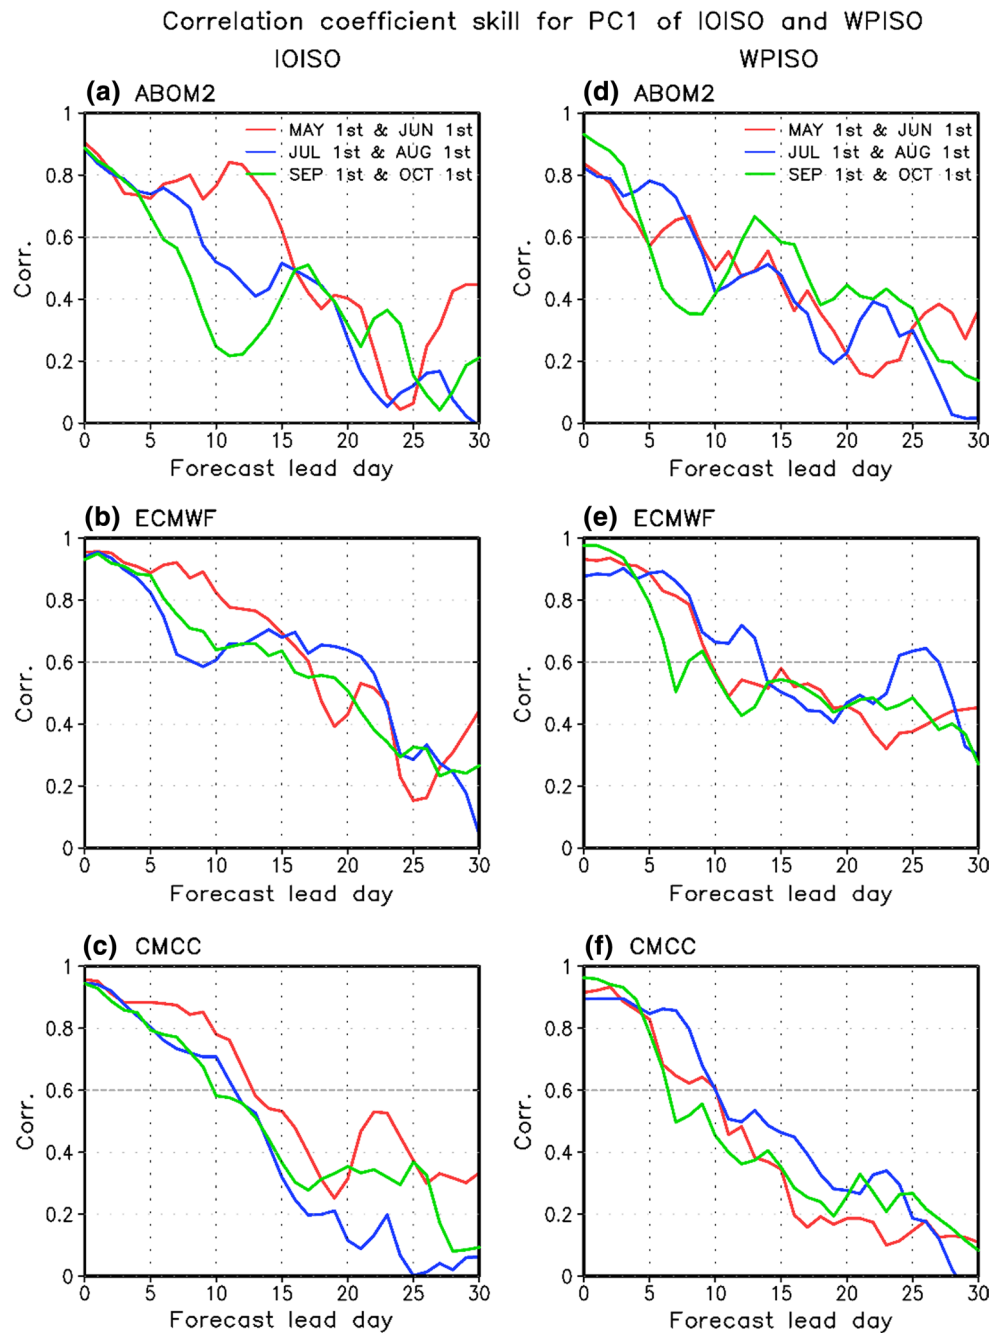 Correlation coefficient skill for PC1 of IOISO and WPISO
IOISO
WPISO
(a) ABOM2
1
0.8
0.6
0.4
0.2
0
Corr.
MAY 1st & JUN 1st
JUL 1st & AUG 1st
SEP 1st & OCT 1st
0 5 10 15 20 25 30
Forecast lead day
(d) ABOM2
1
0.8
0.6
0.4
0.2
0
Corr.
MAY 1st & JUN 1st
JUL 1st & AUG 1st
SEP 1st & OCT 1st
0 5 10 15 20 25 30
Forecast lead day
(b) ECMWF
1
0.8
0.6
0.4
0.2
0
Corr.
0 5 10 15 20 25 30
Forecast lead day
(e) ECMWF
1
0.8
0.6
0.4
0.2
0
Corr.
0 5 10 15 20 25 30
Forecast lead day
(c) CMCC
1
0.8
0.6
0.4
0.2
0
Corr.
0 5 10 15 20 25 30
Forecast lead day
(f) CMCC
1
0.8
0.6
0.4
0.2
0
Corr.
0 5 10 15 20 25 30
Forecast lead day